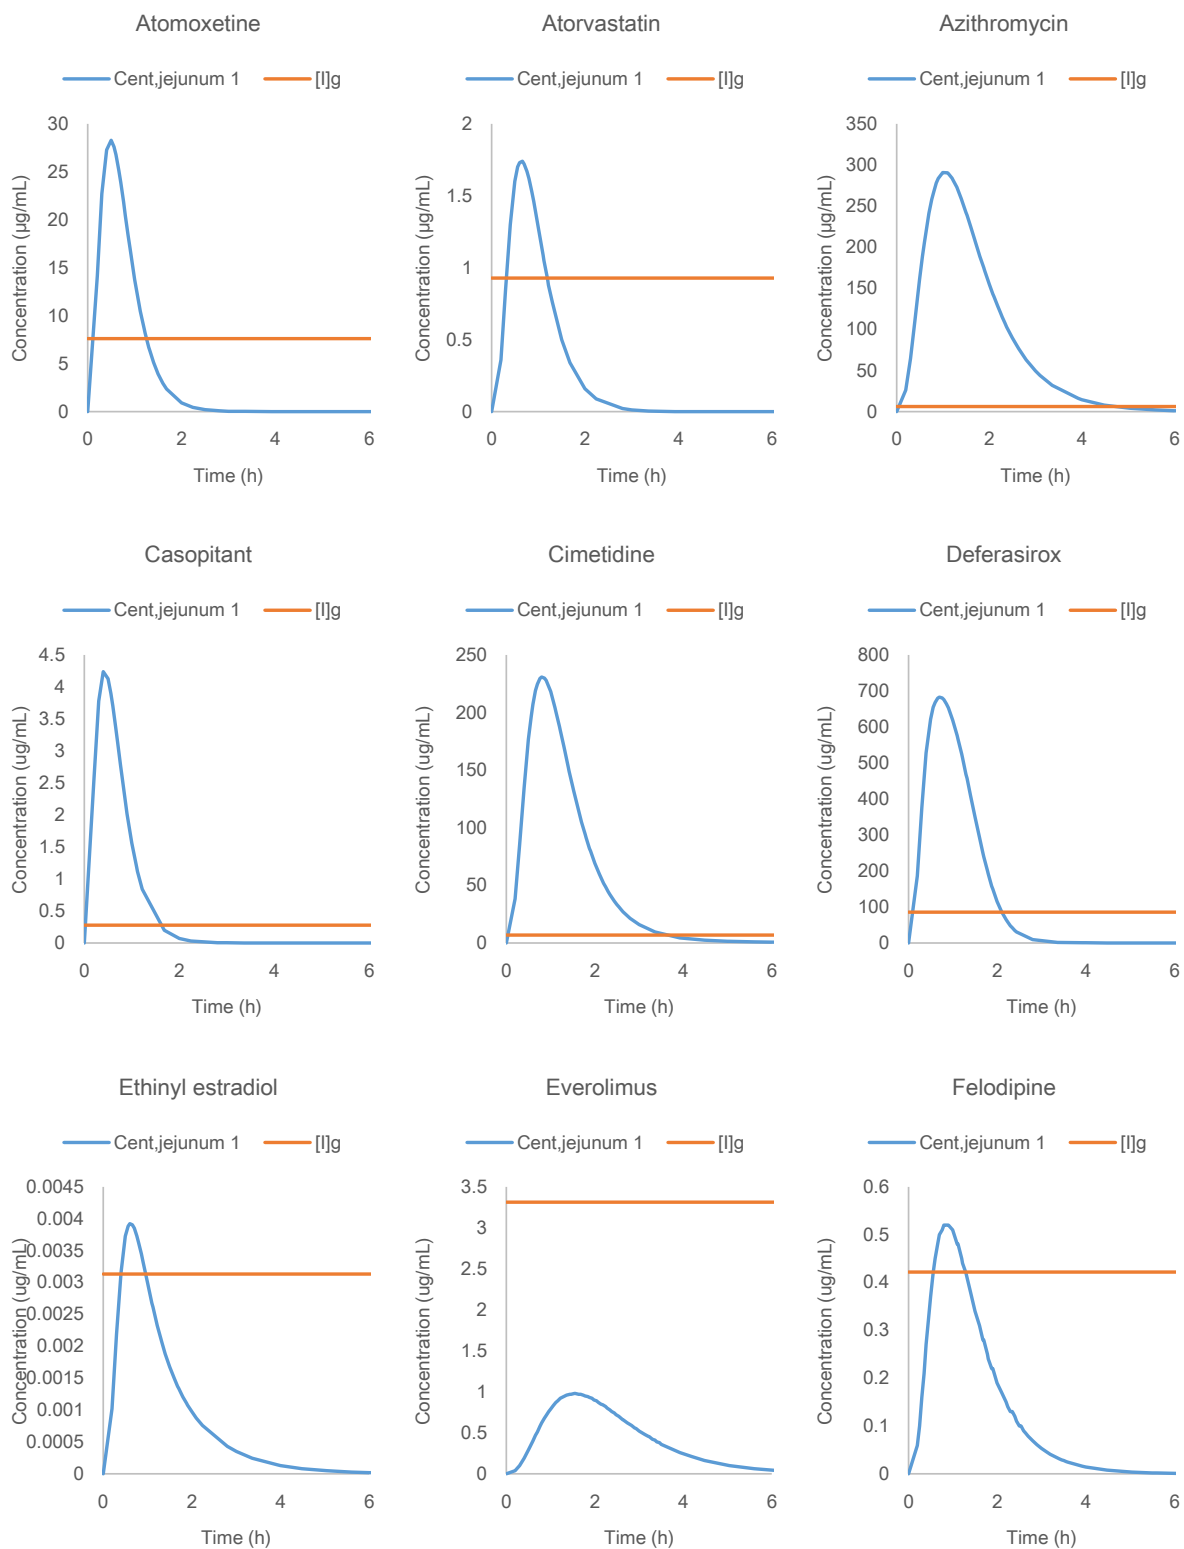 Atomoxetine
Cent,jejunum 1 [I]g
Concentration (µg/mL)
30
25
20
15
10
5
0
0 2 4 6
Time (h)
Atorvastatin
Cent,jejunum 1 [I]g
Concentration (µg/mL)
2
1.5
1
0.5
0
0 2 4 6
Time (h)
Azithromycin
Cent,jejunum 1 [I]g
Concentration (µg/mL)
350
300
250
200
150
100
50
0
0 2 4 6
Time (h)
Casopitant
Cent,jejunum 1 [I]g
Concentration (ug/mL)
4.5
4
3.5
3
2.5
2
1.5
1
0.5
0
0 2 4 6
Time (h)
Cimetidine
Cent,jejunum 1 [I]g
Concentration (ug/mL)
250
200
150
100
50
0
0 2 4 6
Time (h)
Deferasirox
Cent,jejunum 1 [I]g
Concentration (ug/mL)
800
700
600
500
400
300
200
100
0
0 2 4 6
Time (h)
Ethinyl estradiol
Cent,jejunum 1 [I]g
Concentration (ug/mL)
0.0045
0.004
0.0035
0.003
0.0025
0.002
0.0015
0.001
0.0005
0
0 2 4 6
Time (h)
Everolimus
Cent,jejunum 1 [I]g
Concentration (ug/mL)
3.5
3
2.5
2
1.5
1
0.5
0
0 2 4 6
Time (h)
Felodipine
Cent,jejunum 1 [I]g
Concentration (ug/mL)
0.6
0.5
0.4
0.3
0.2
0.1
0
0 2 4 6
Time (h)